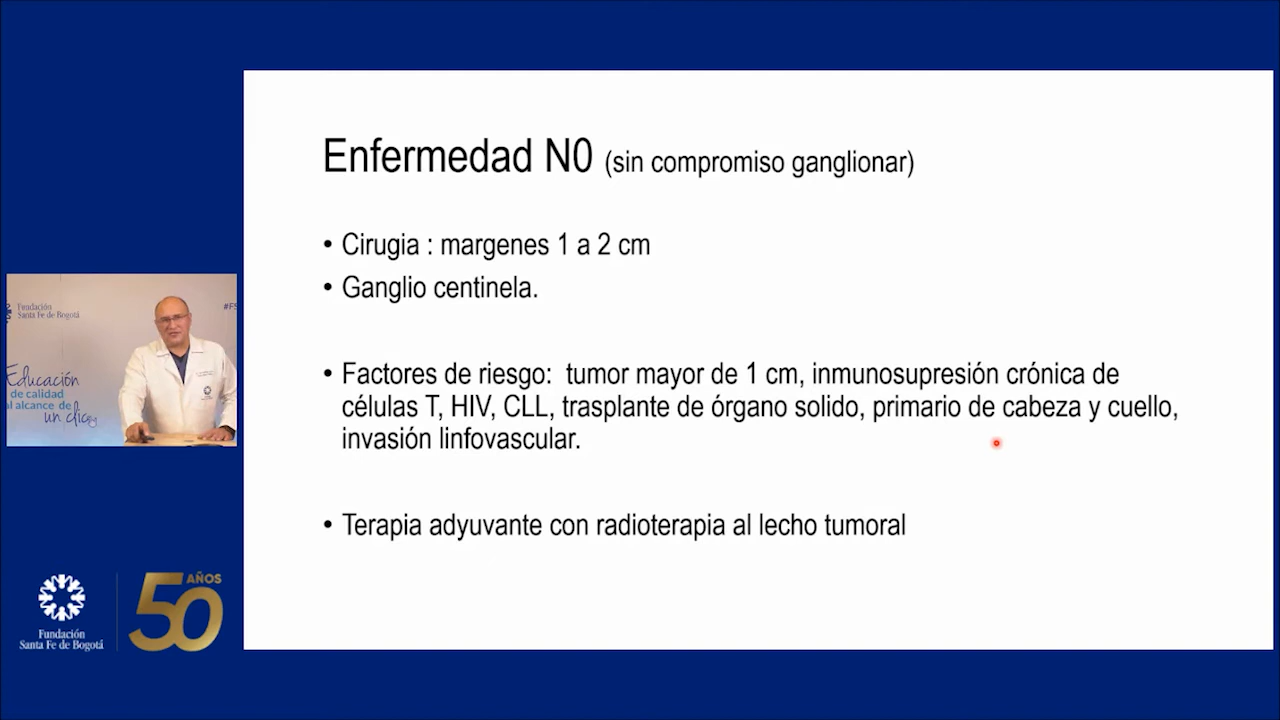 Enfermedad N0 (sin compromiso ganglionar)
• Cirugia : margenes 1 a 2 cm
• Ganglio centinela.
• Factores de riesgo: tumor mayor de 1 cm, inmunosupresión crónica de
células T, HIV, CLL, trasplante de órgano solido, primario de cabeza y cuello,
invasión linfovascular.
• Terapia adyuvante con radioterapia al lecho tumoral
Fundación
Santa Fe de Bogotá
#FS
Educación
de calidad
al alcance de
un clic
50 AÑOS
Fundación
Santa Fe de Bogotá